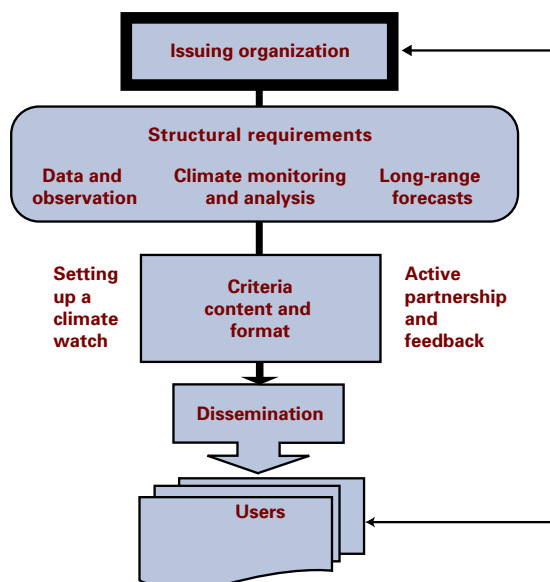 Issuing organization
Structural requirements
Data and
observation
Climate monitoring
and analysis
Long-range
forecasts
Setting
up a
climate
watch
Criteria
content and
format
Active
partnership
and
feedback
Dissemination
Users